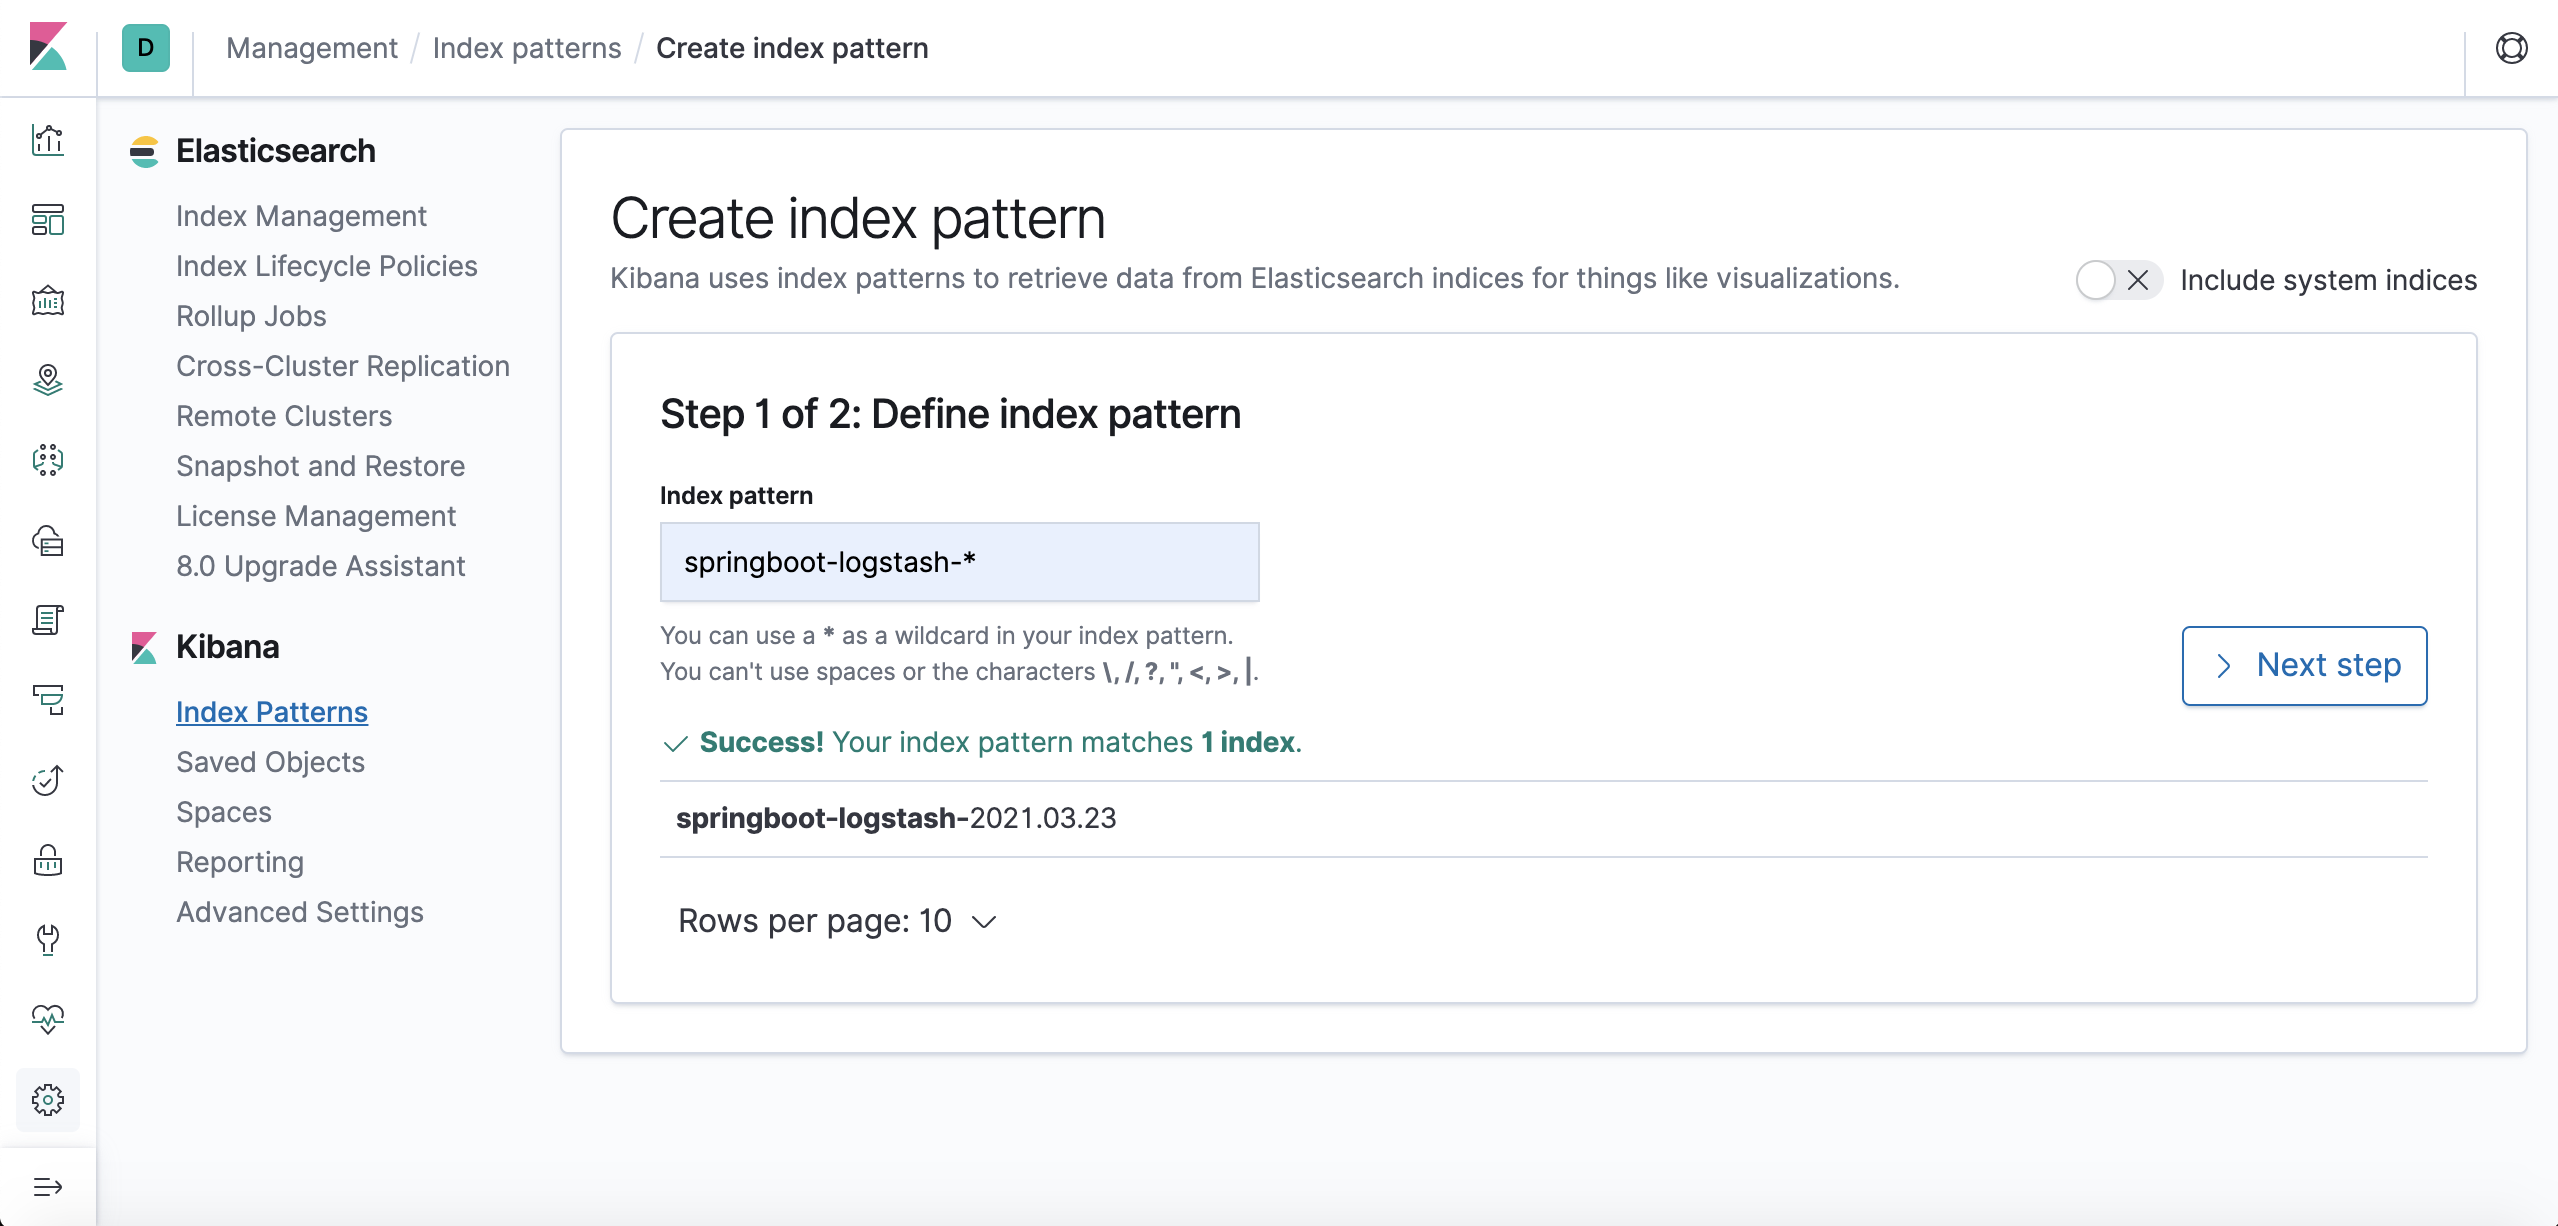 D
Management / Index patterns / Create index pattern
Elasticsearch
Index Management
Index Lifecycle Policies
Rollup Jobs
Cross-Cluster Replication
Remote Clusters
Snapshot and Restore
License Management
8.0 Upgrade Assistant
Kibana
Index Patterns
Saved Objects
Spaces
Reporting
Advanced Settings
Create index pattern
Kibana uses index patterns to retrieve data from Elasticsearch indices for things like visualizations.
Include system indices
Step 1 of 2: Define index pattern
Index pattern
springboot-logstash-*
You can use a * as a wildcard in your index pattern.
You can't use spaces or the characters \, /, ?, ", <, >, |.
Next step
Success! Your index pattern matches 1 index.
springboot-logstash-2021.03.23
Rows per page: 10